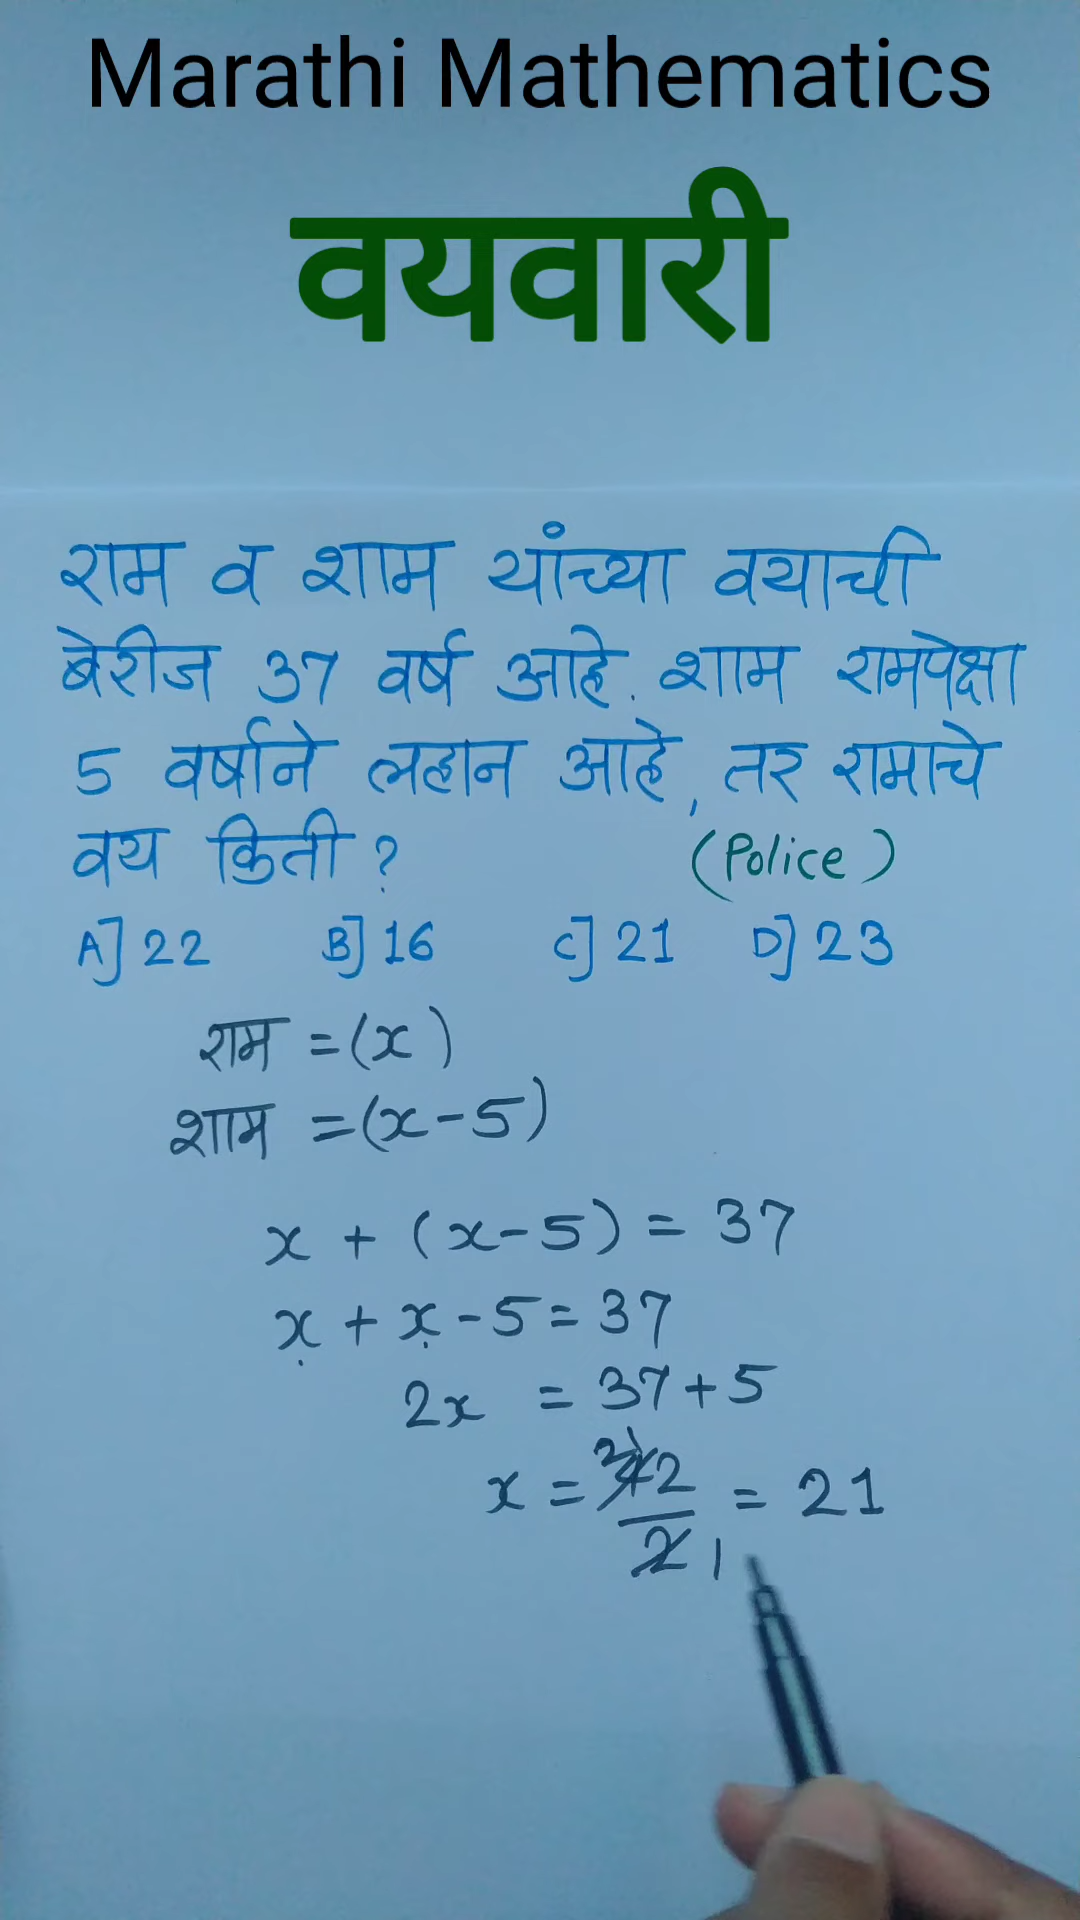 Marathi Mathematics
वयवारी
राम व शाम यांच्या वयाची
बेरीज 37 वर्ष आहे. शाम रामपेक्षा
5 वर्षाने लहान आहे, तर रामाचे
वय किती ? (Police)
A] 22 B] 16 C] 21 D] 23
राम = (x)
शाम = (x-5)
x + (x-5) = 37
x + x - 5 = 37
2x = 37+5
x = 42/2 = 21